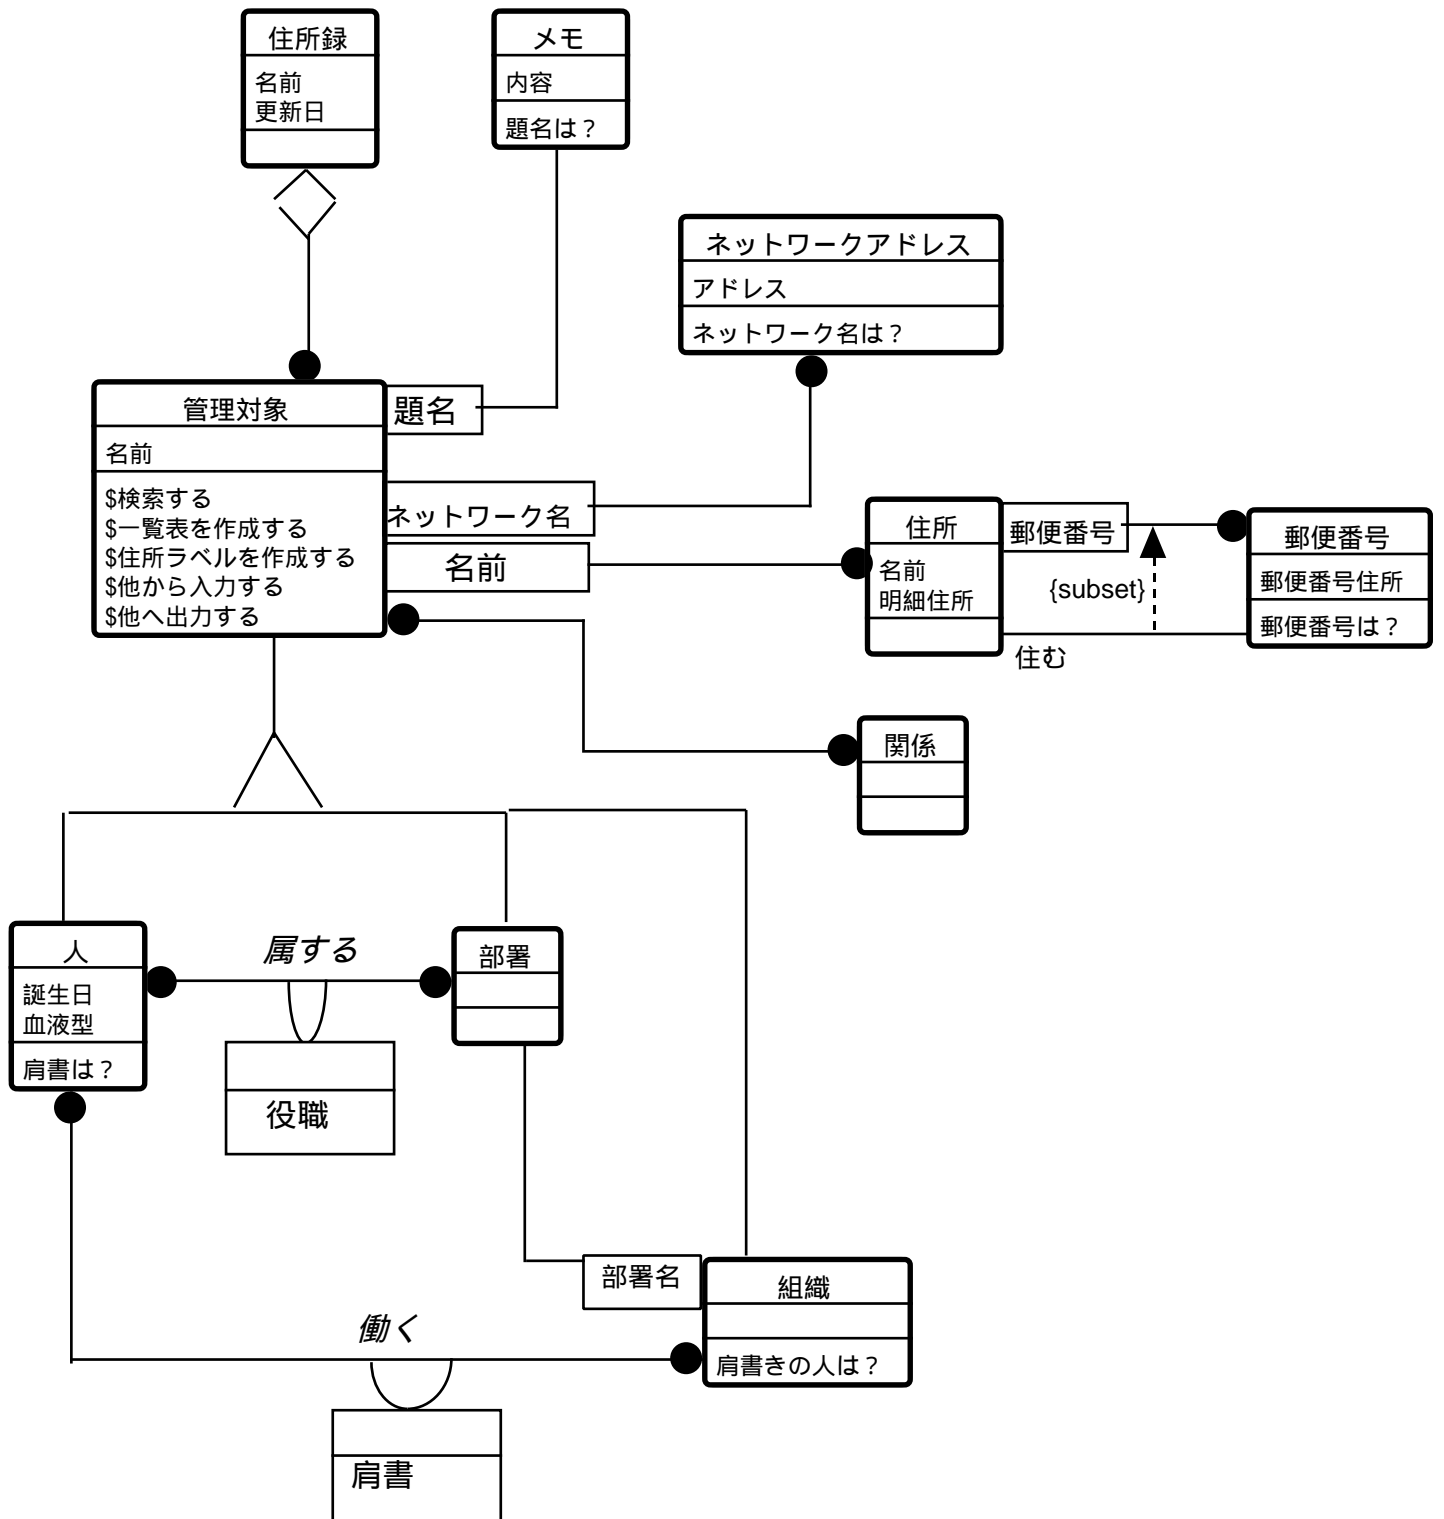 住所録
名前
更新日
メモ
内容
題名は？
ネットワークアドレス
アドレス
ネットワーク名は？
管理対象
名前
$検索する
$一覧表を作成する
$住所ラベルを作成する
$他から入力する
$他へ出力する
題名
ネットワーク名
名前
住所
名前
明細住所
郵便番号
{subset}
住む
郵便番号
郵便番号住所
郵便番号は？
関係
人
誕生日
血液型
肩書は？
属する
役職
部署
部署名
組織
肩書きの人は？
働く
肩書